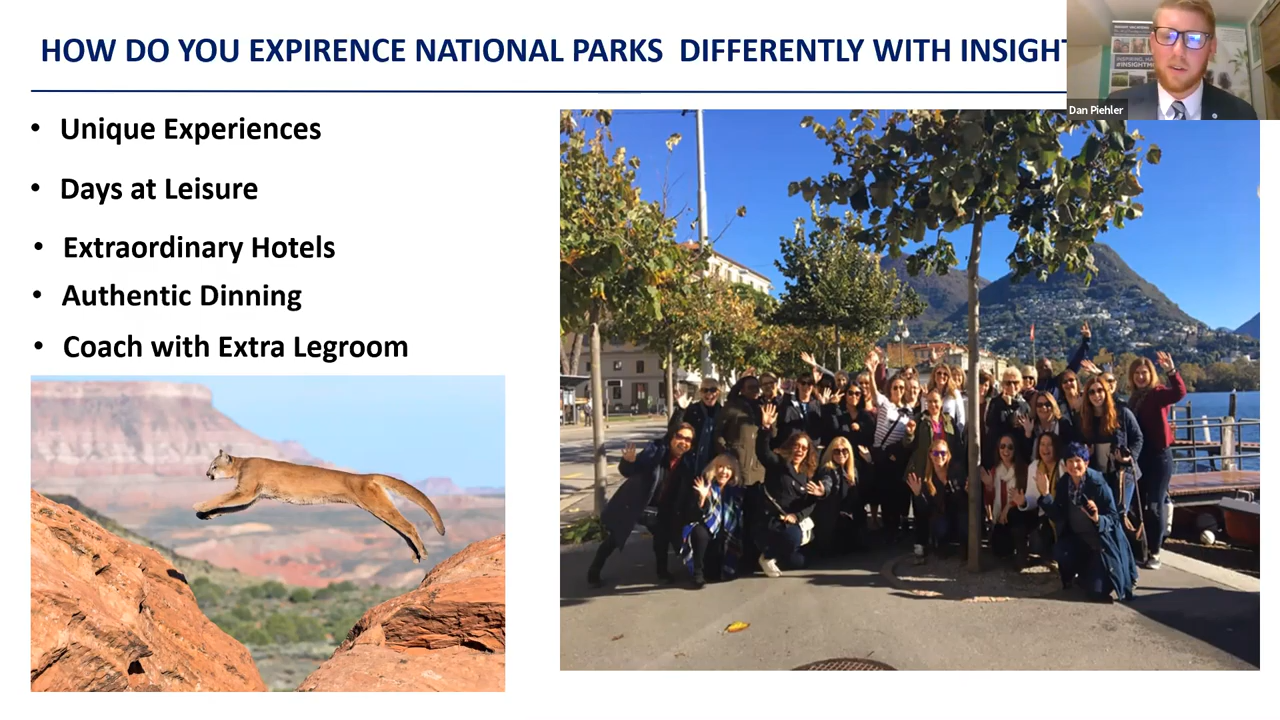 HOW DO YOU EXPIRENCE NATIONAL PARKS DIFFERENTLY WITH INSIGHT
Dan Piehler
• Unique Experiences
• Days at Leisure
• Extraordinary Hotels
• Authentic Dinning
• Coach with Extra Legroom